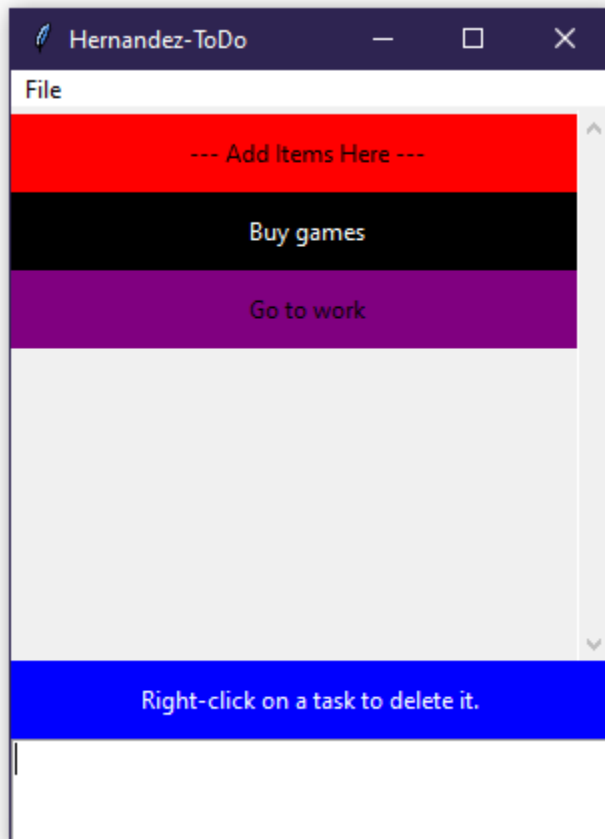 Hernandez-ToDo
File
--- Add Items Here ---
Buy games
Go to work
Right-click on a task to delete it.